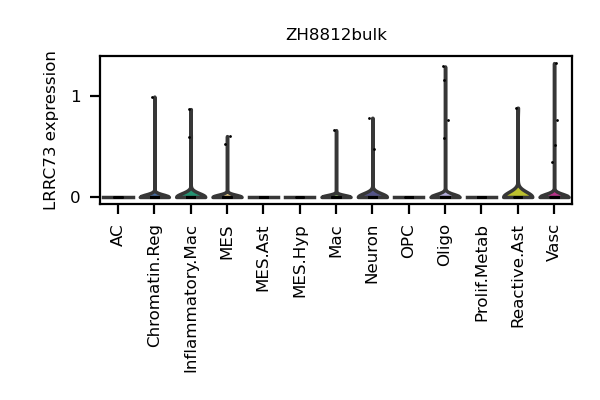 ZH8812bulk
LRRC73 expression
1
0
AC
Chromatin.Reg
Inflammatory.Mac
MES
MES.Ast
MES.Hyp
Mac
Neuron
OPC
Oligo
Prolif.Metab
Reactive.Ast
Vasc